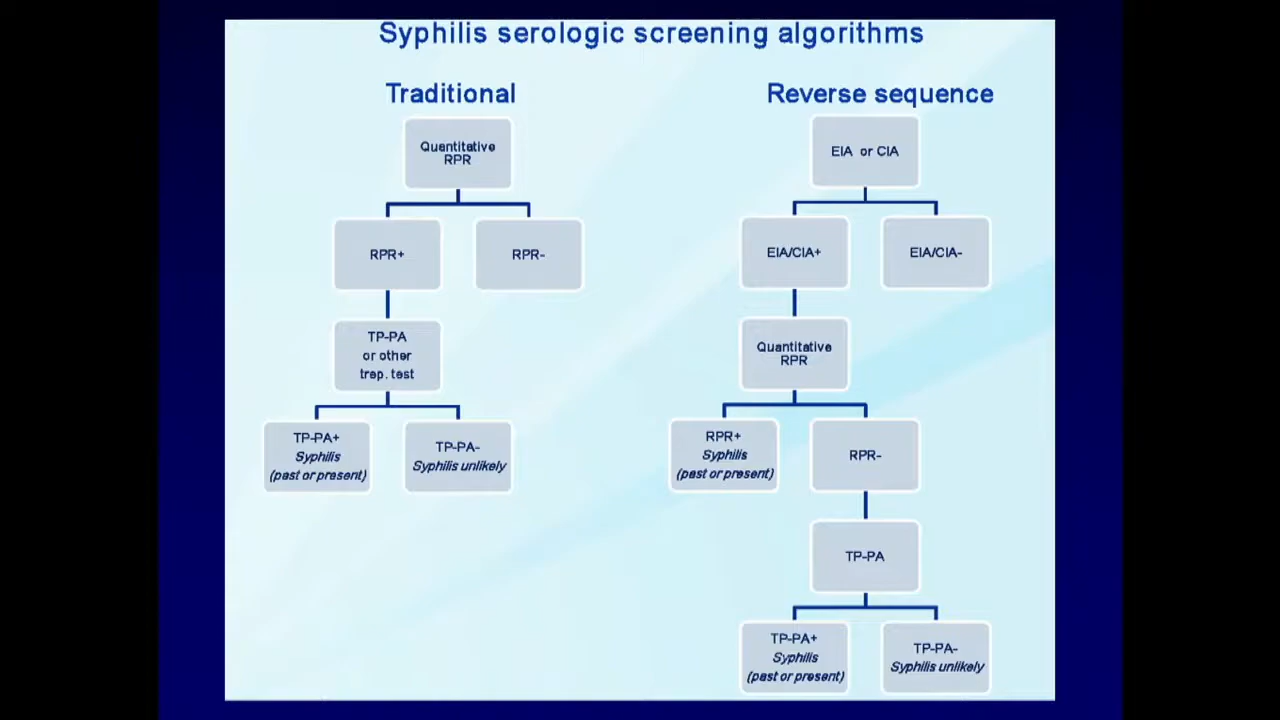 Syphilis serologic screening algorithms
Traditional
Quantitative
RPR
RPR+
RPR-
TP-PA
or other
trep. test
TP-PA+
Syphilis
(past or present)
TP-PA-
Syphilis unlikely
Reverse sequence
EIA or CIA
EIA/CIA+
EIA/CIA-
Quantitative
RPR
RPR+
Syphilis
(past or present)
RPR-
TP-PA
TP-PA+
Syphilis
(past or present)
TP-PA-
Syphilis unlikely